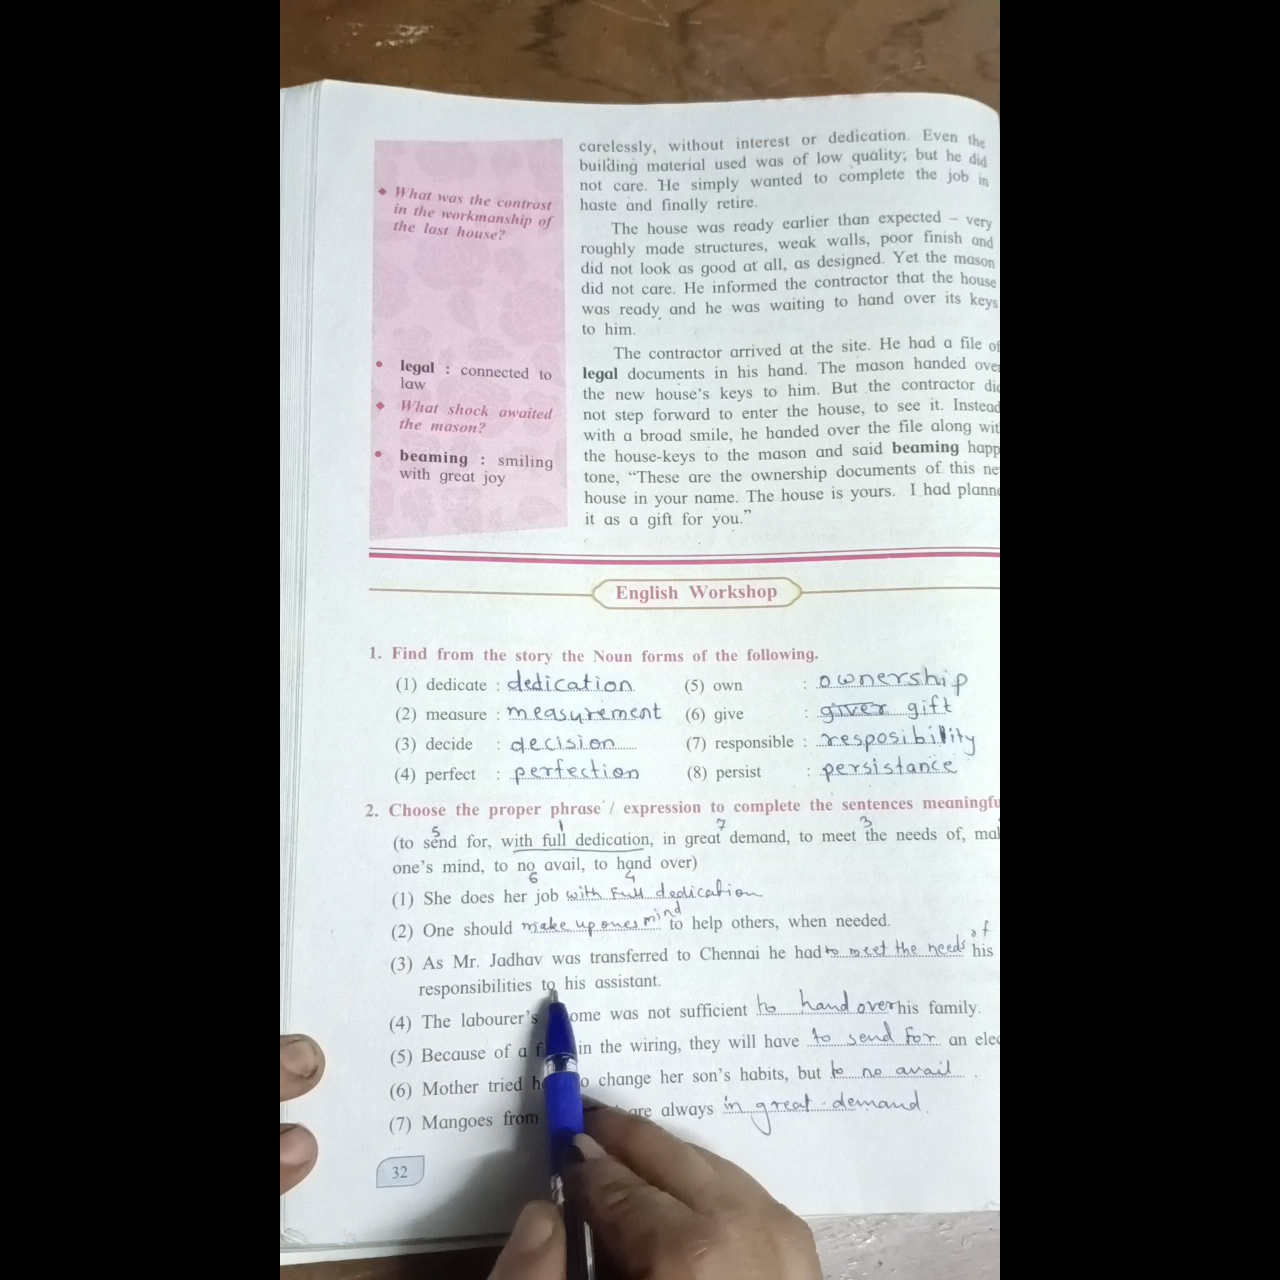 carelessly, without interest or dedication. Even the
building material used was of low quality; but he did
not care. He simply wanted to complete the job in
haste and finally retire.
• What was the contrast
in the workmanship of
the last house?
The house was ready earlier than expected – very
roughly made structures, weak walls, poor finish and
did not look as good at all, as designed. Yet the mason
did not care. He informed the contractor that the house
was ready and he was waiting to hand over its keys
to him.
The contractor arrived at the site. He had a file of
legal documents in his hand. The mason handed over
the new house's keys to him. But the contractor di
not step forward to enter the house, to see it. Instead
with a broad smile, he handed over the file along wit
the house-keys to the mason and said beaming happ
tone, “These are the ownership documents of this ne
house in your name. The house is yours. I had planne
it as a gift for you.”
• legal : connected to
law
• What shock awaited
the mason?
• beaming : smiling
with great joy
English Workshop
1. Find from the story the Noun forms of the following.
(1) dedicate : dedication (5) own : ownership
(2) measure : measurement (6) give : giver gift
(3) decide : decision (7) responsible : resposibility
(4) perfect : perfection (8) persist : persistance
2. Choose the proper phrase / expression to complete the sentences meaningfu
5 1 7 3
(to send for, with full dedication, in great demand, to meet the needs of, ma
one's mind, to no avail, to hand over)
6 4
(1) She does her job with full dedication
(2) One should make up ones mind to help others, when needed.
(3) As Mr. Jadhav was transferred to Chennai he had to meet the needs of his
responsibilities to his assistant.
(4) The labourer's ome was not sufficient to hand over his family.
(5) Because of a f in the wiring, they will have to send for an elec
(6) Mother tried h o change her son's habits, but to no avail .
(7) Mangoes from are always in great demand.
32